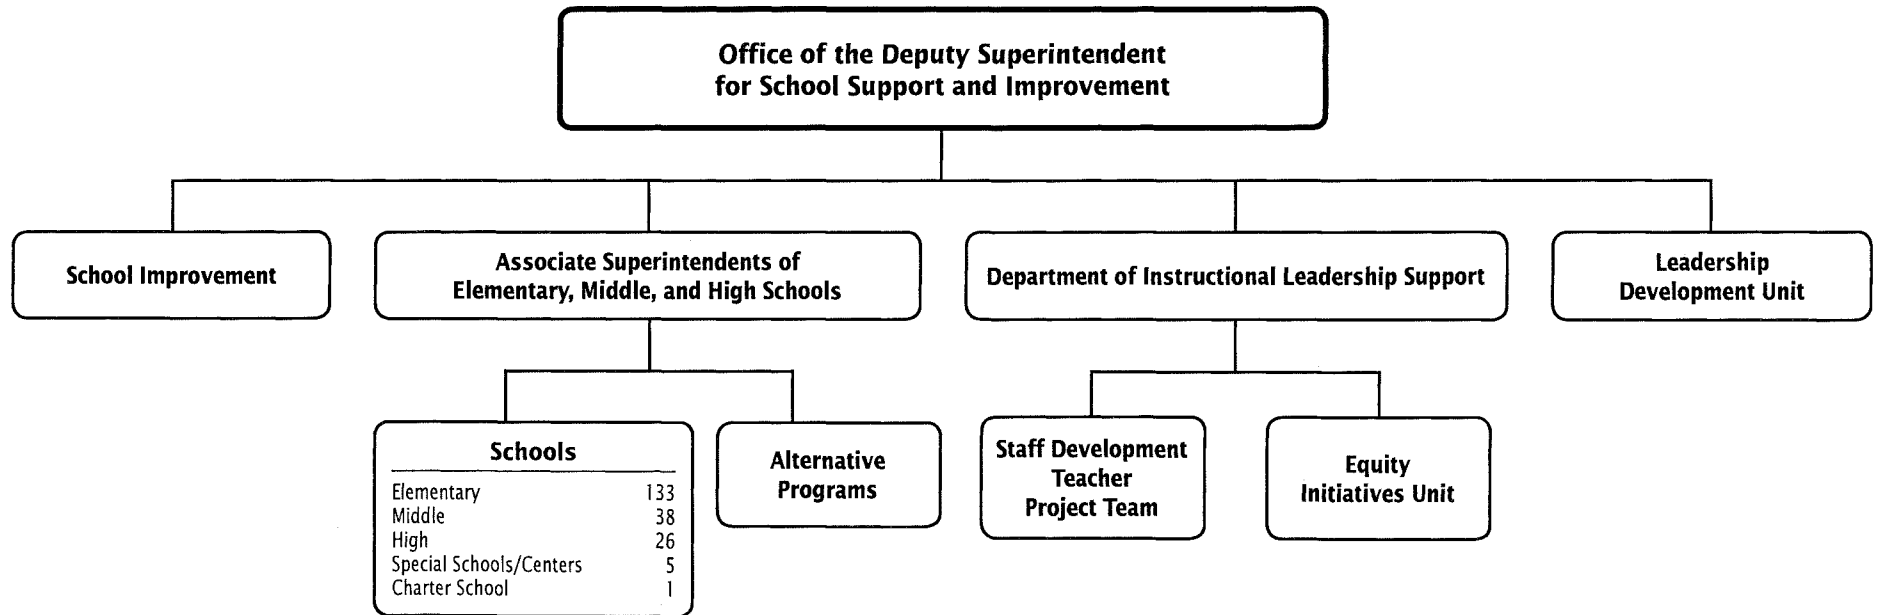 Office of the Deputy Superintendent
for School Support and Improvement
School Improvement
Associate Superintendents of
Elementary, Middle, and High Schools
Department of Instructional Leadership Support
Leadership
Development Unit
Schools
Elementary 133
Middle 38
High 26
Special Schools/Centers 5
Charter School 1
Alternative
Programs
Staff Development
Teacher
Project Team
Equity
Initiatives Unit